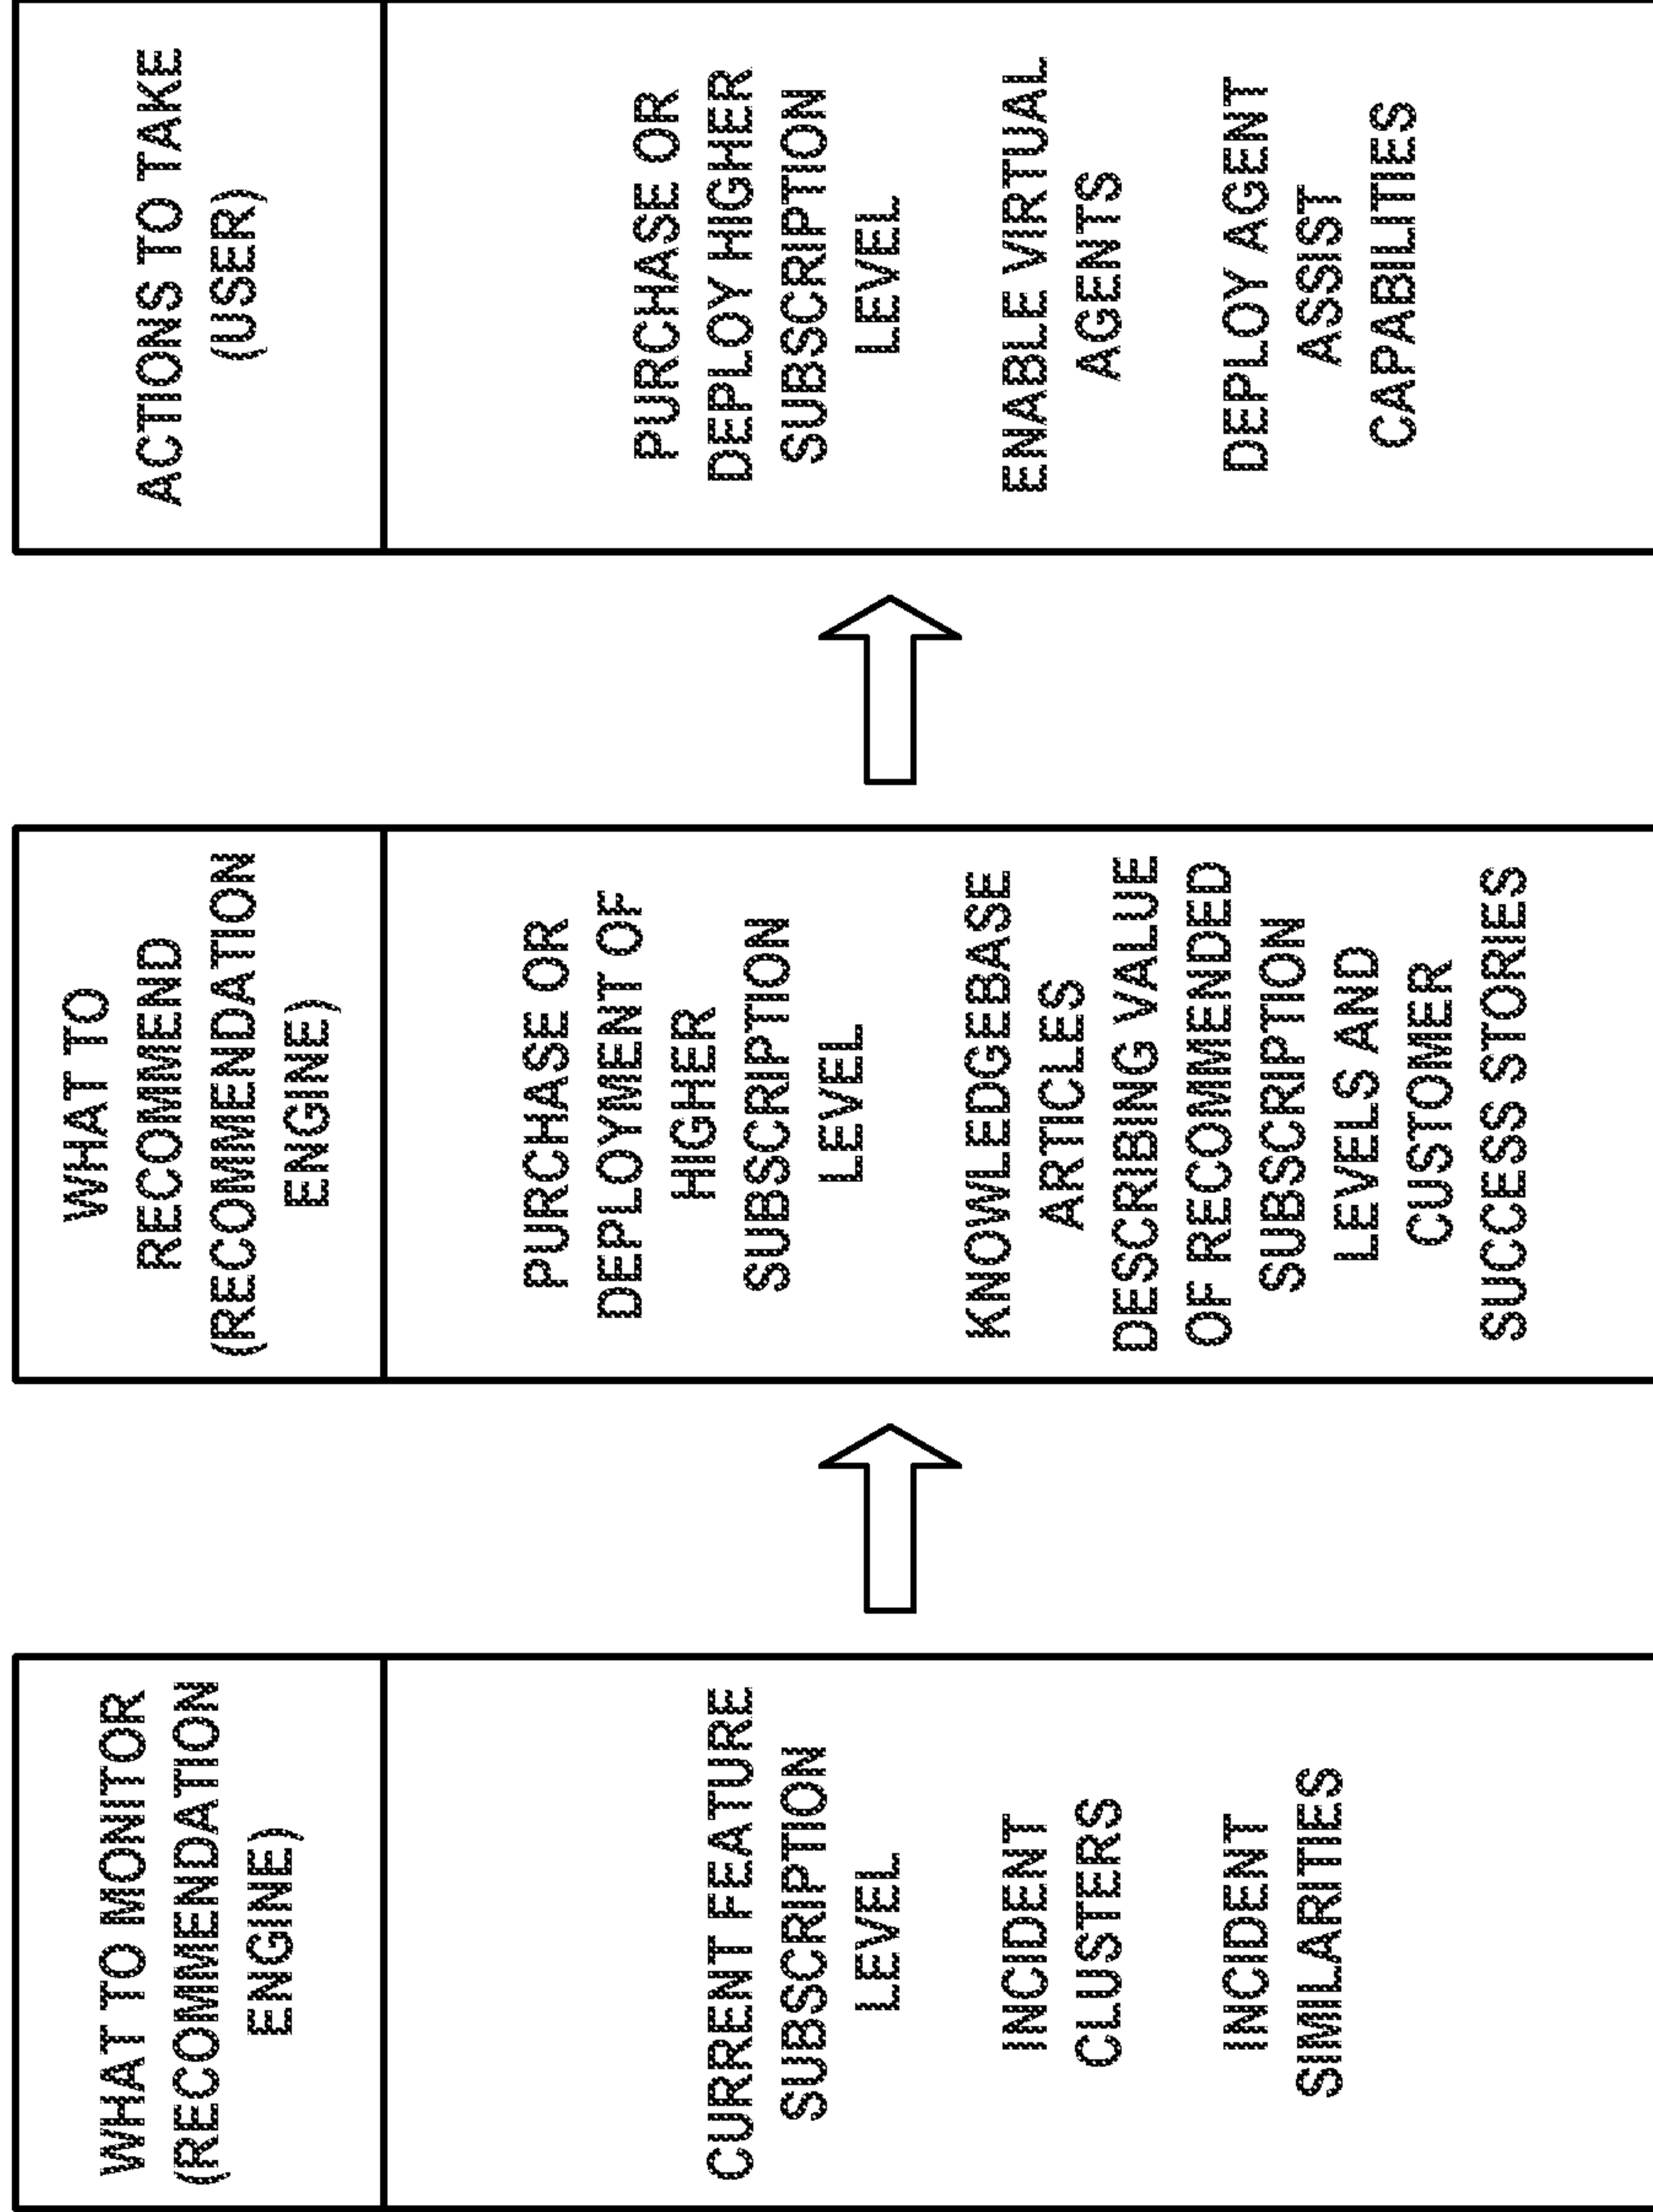 WHAT TO MONITOR
(RECOMMENDATION
ENGINE)
CURRENT FEATURE
SUBSCRIPTION
LEVEL
INCIDENT
CLUSTERS
INCIDENT
SIMILARITIES
WHAT TO
RECOMMEND
(RECOMMENDATION
ENGINE)
PURCHASE OR
DEPLOYMENT OF
HIGHER
SUBSCRIPTION
LEVEL
KNOWLEDGEBASE
ARTICLES
DESCRIBING VALUE
OF RECOMMENDED
SUBSCRIPTION
LEVELS AND
CUSTOMER
SUCCESS STORIES
ACTIONS TO TAKE
(USER)
PURCHASE OR
DEPLOY HIGHER
SUBSCRIPTION
LEVEL
ENABLE VIRTUAL
AGENTS
DEPLOY AGENT
ASSIST
CAPABILITIES